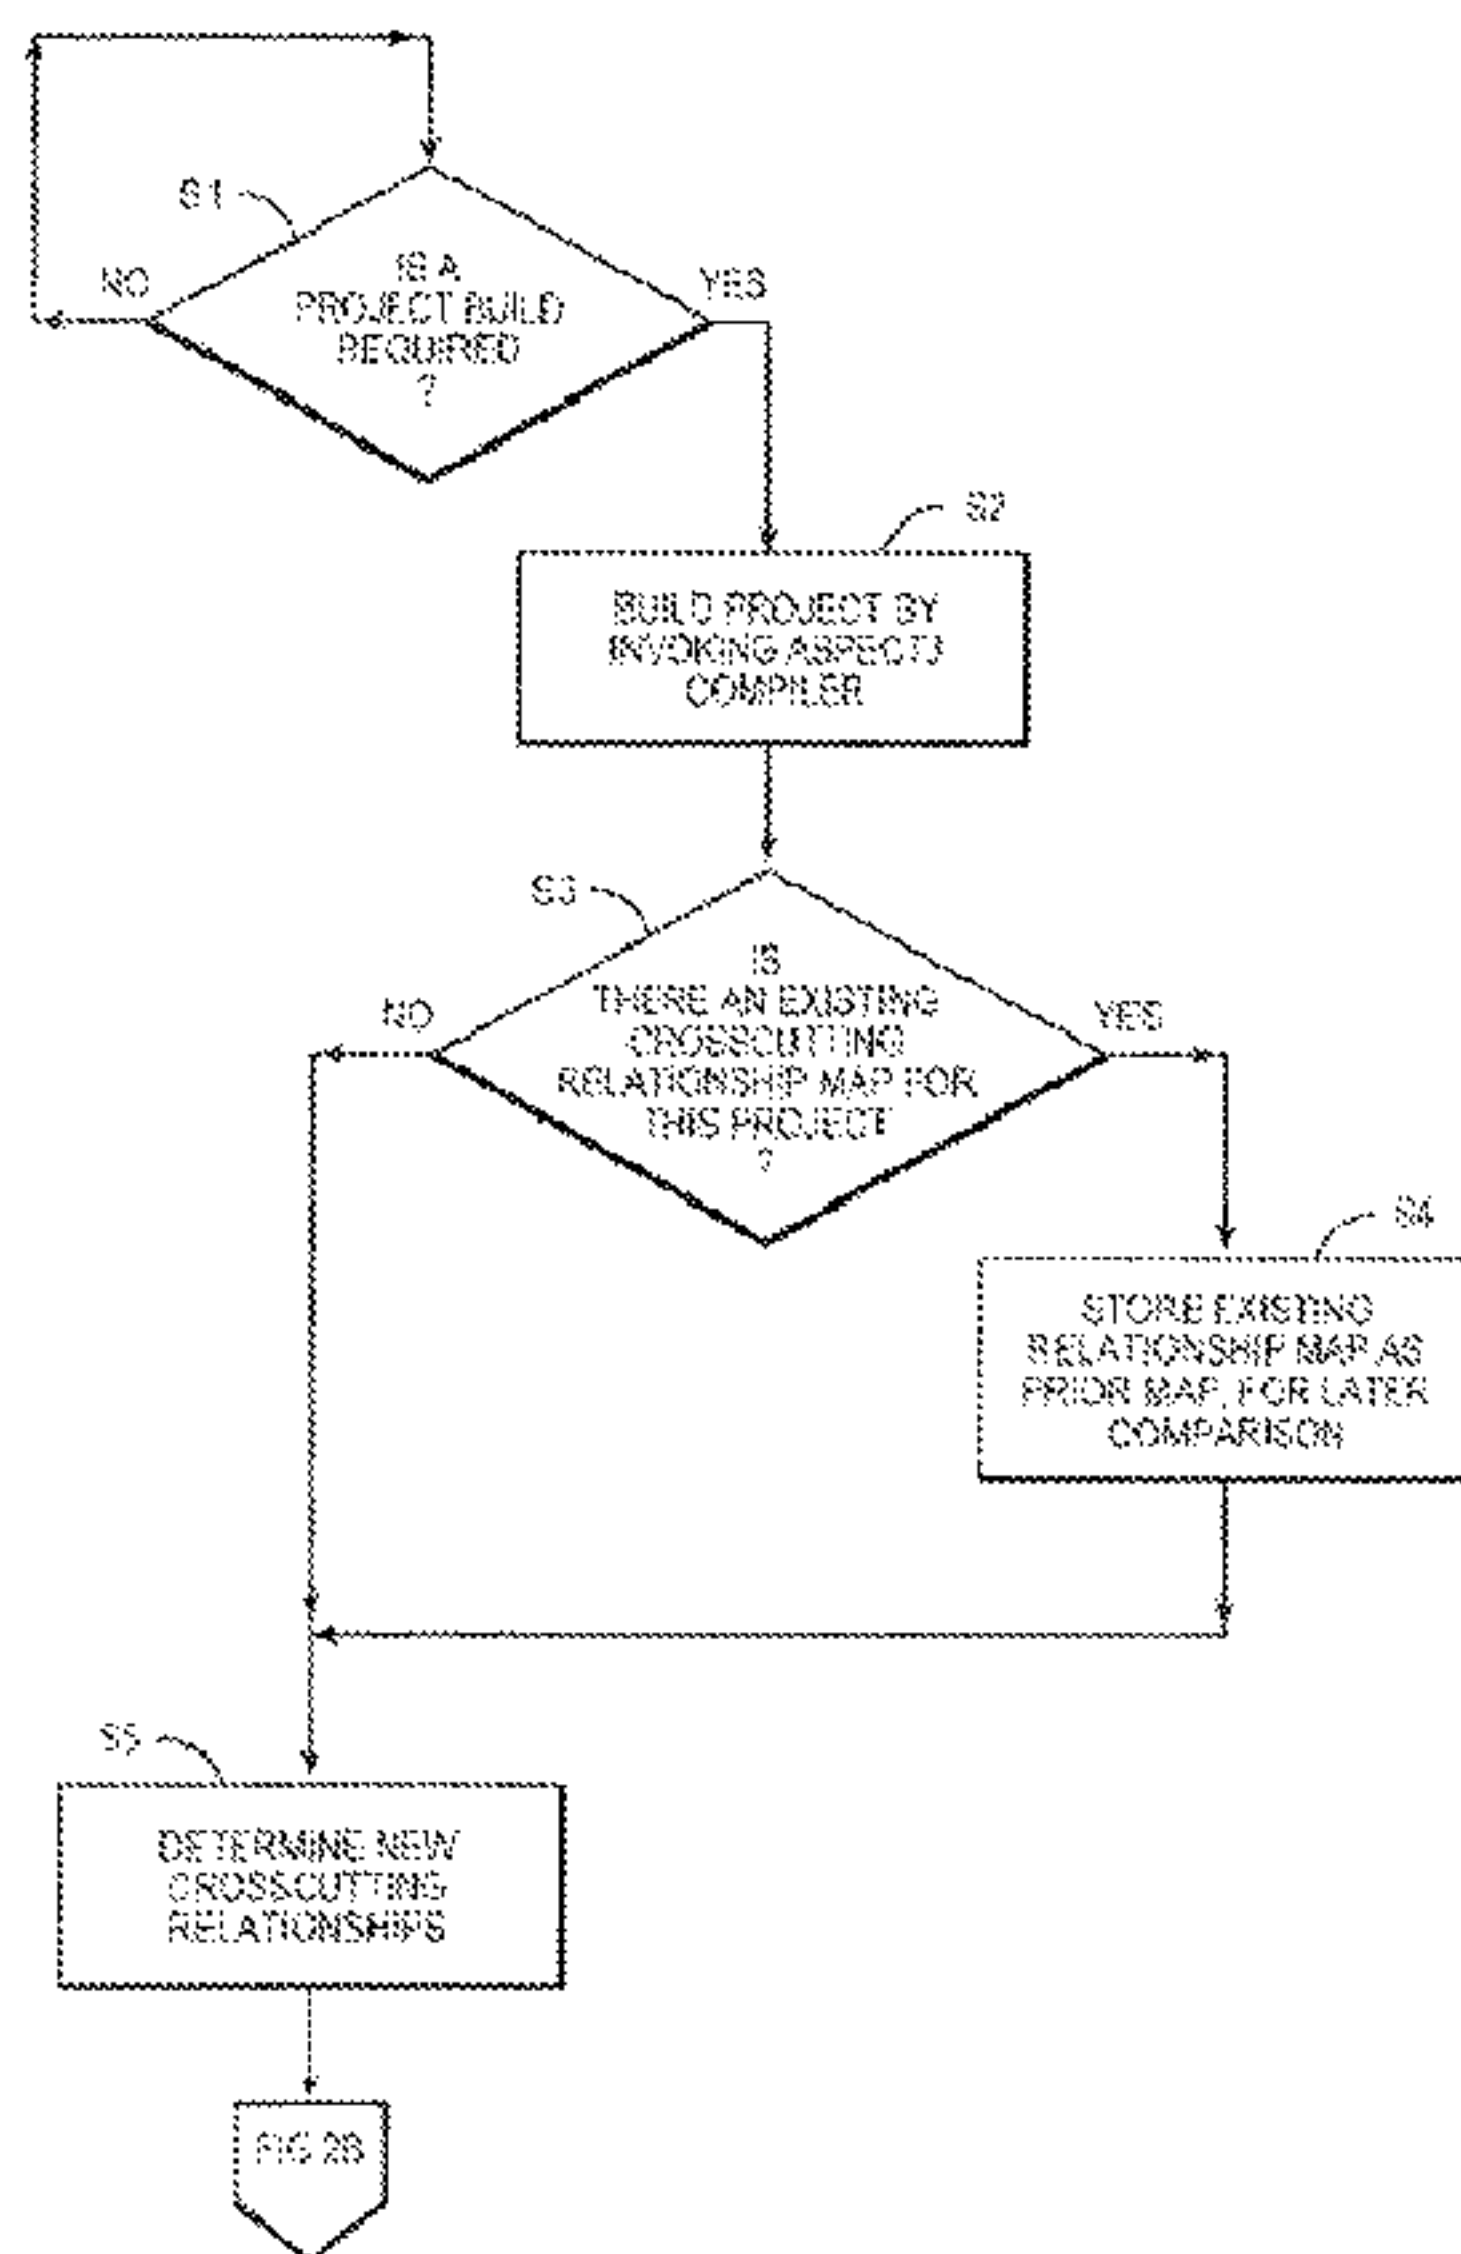 S1
NO
YES
IS A
PROJECT BUILD
REQUIRED
?
S2
BUILD PROJECT BY
INVOKING ASPECTJ
COMPILER
S3
NO
YES
IS
THERE AN EXISTING
CROSSCUTTING
RELATIONSHIP MAP FOR
THIS PROJECT
?
S4
STORE EXISTING
RELATIONSHIP MAP AS
PRIOR MAP, FOR LATER
COMPARISON
S5
DETERMINE NEW
CROSSCUTTING
RELATIONSHIPS
FIG 2B